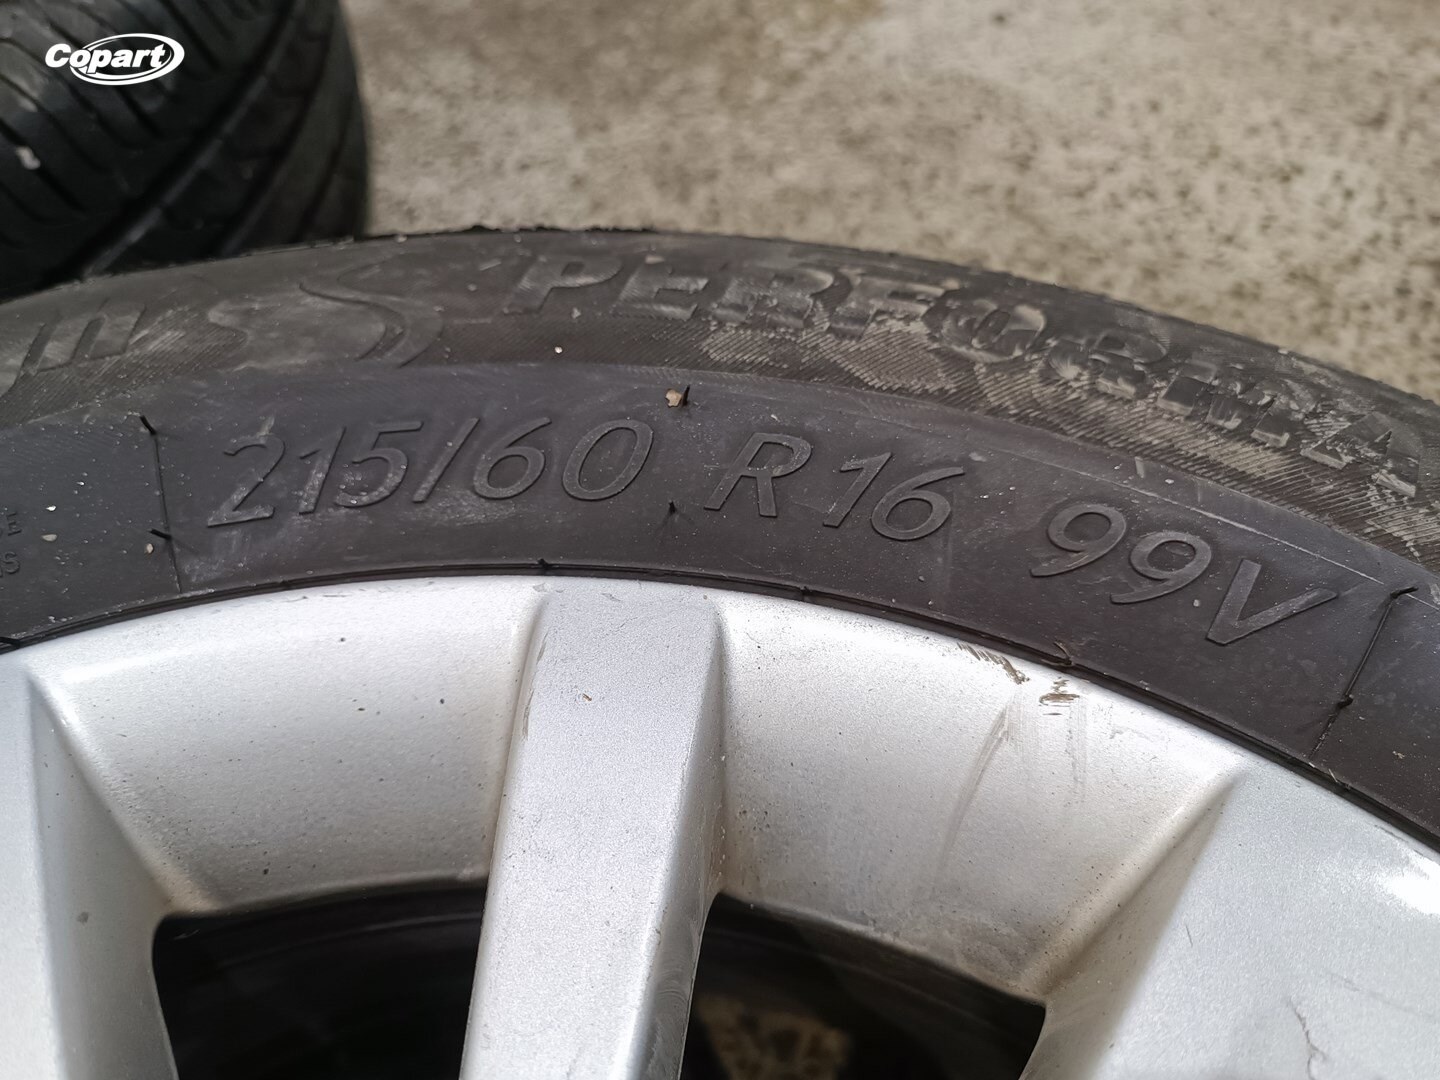 Copart
PERFORMA
215/60 R16 99V